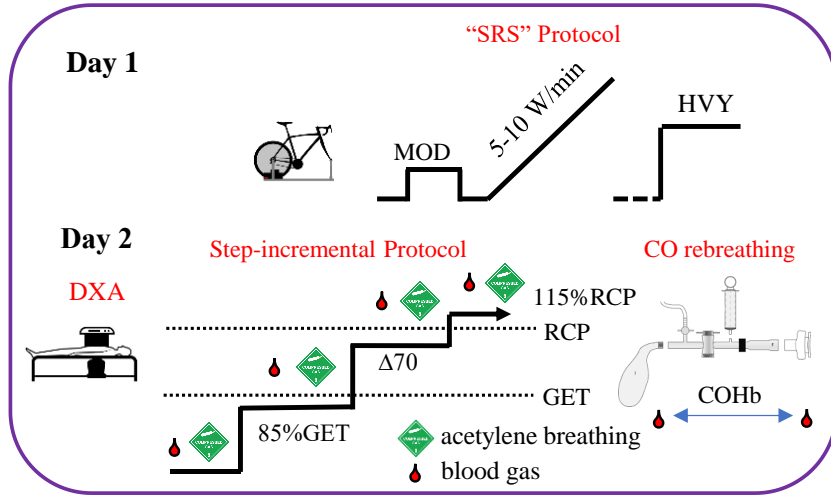 “SRS” Protocol
Day 1
5-10 W/min
HVY
MOD
Day 2
Step-incremental Protocol
CO rebreathing
DXA
115%RCP
RCP
Δ70
GET
COHb
85%GET
acetylene breathing
blood gas